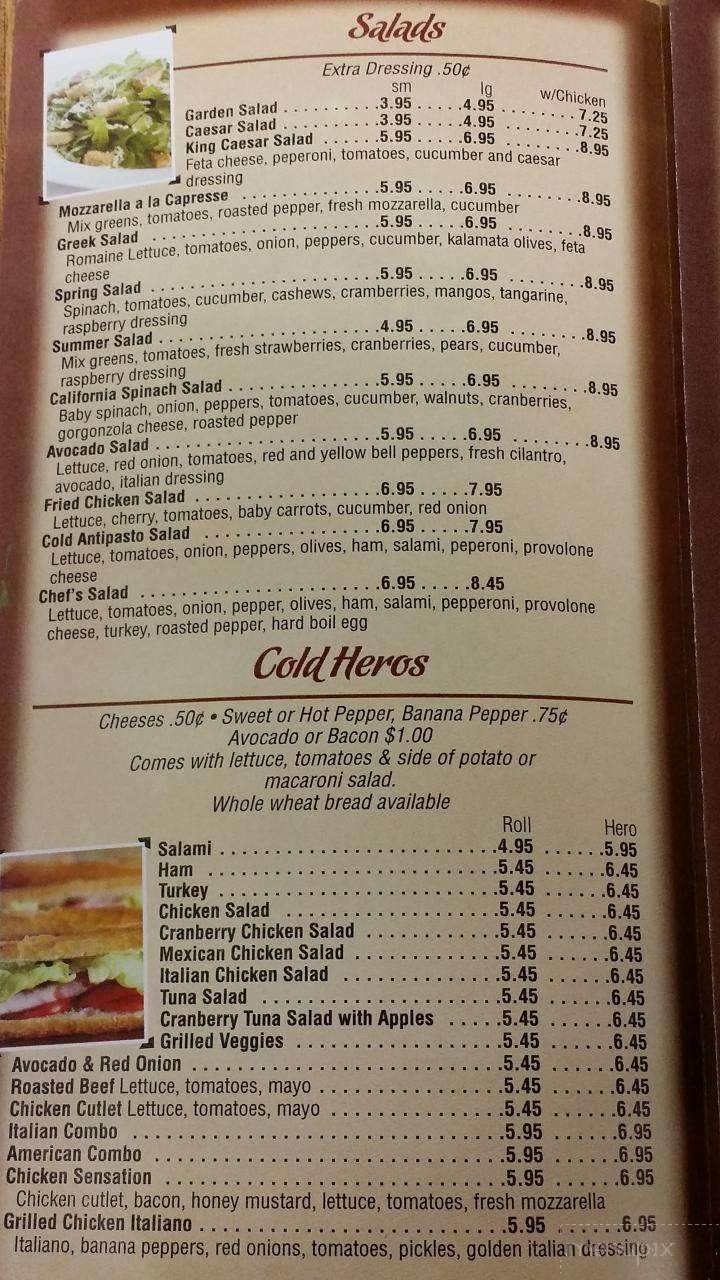 Salads
Extra Dressing .50¢
sm lg w/Chicken
Garden Salad . . . . . . . . . .3.95 . . . . .4.95 . . . . . . . .7.25
Caesar Salad . . . . . . . . . .3.95 . . . . .4.95 . . . . . . . .7.25
King Caesar Salad . . . . . .5.95 . . . . .6.95 . . . . . . . .8.95
Feta cheese, peperoni, tomatoes, cucumber and caesar
dressing
Mozzarella a la Capresse . . . . . . . . . . . .5.95 . . . . .6.95 . . . . . . . .8.95
Mix greens, tomatoes, roasted pepper, fresh mozzarella, cucumber
Greek Salad . . . . . . . . . . . . . . . . . . . .5.95 . . . . .6.95 . . . . . . . .8.95
Romaine Lettuce, tomatoes, onion, peppers, cucumber, kalamata olives, feta
cheese
Spring Salad . . . . . . . . . . . . . . . . . . . .5.95 . . . . .6.95 . . . . . . . .8.95
Spinach, tomatoes, cucumber, cashews, cramberries, mangos, tangarine,
raspberry dressing
Summer Salad . . . . . . . . . . . . . . . . . . .4.95 . . . . .6.95 . . . . . . . .8.95
Mix greens, tomatoes, fresh strawberries, cranberries, pears, cucumber,
raspberry dressing
California Spinach Salad . . . . . . . . . . . . .5.95 . . . . .6.95 . . . . . . . .8.95
Baby spinach, onion, peppers, tomatoes, cucumber, walnuts, cranberries,
gorgonzola cheese, roasted pepper
Avocado Salad . . . . . . . . . . . . . . . . . . .5.95 . . . . .6.95 . . . . . . . .8.95
Lettuce, red onion, tomatoes, red and yellow bell peppers, fresh cilantro,
avocado, italian dressing
Fried Chicken Salad . . . . . . . . . . . . . . . .6.95 . . . . .7.95
Lettuce, cherry, tomatoes, baby carrots, cucumber, red onion
Cold Antipasto Salad . . . . . . . . . . . . . . .6.95 . . . . .7.95
Lettuce, tomatoes, onion, peppers, olives, ham, salami, peperoni, provolone
cheese
Chef's Salad . . . . . . . . . . . . . . . . . . . . .6.95 . . . . .8.45
Lettuce, tomatoes, onion, pepper, olives, ham, salami, pepperoni, provolone
cheese, turkey, roasted pepper, hard boil egg
Cold Heros
Cheeses .50¢ • Sweet or Hot Pepper, Banana Pepper .75¢
Avocado or Bacon $1.00
Comes with lettuce, tomatoes & side of potato or
macaroni salad.
Whole wheat bread available
Roll Hero
Salami . . . . . . . . . . . . . . . . . . . . . . . .4.95 . . . . . .5.95
Ham . . . . . . . . . . . . . . . . . . . . . . . . .5.45 . . . . . .6.45
Turkey . . . . . . . . . . . . . . . . . . . . . . . .5.45 . . . . . .6.45
Chicken Salad . . . . . . . . . . . . . . . . . .5.45 . . . . . .6.45
Cranberry Chicken Salad . . . . . . . . . . . .5.45 . . . . . .6.45
Mexican Chicken Salad . . . . . . . . . . . . .5.45 . . . . . .6.45
Italian Chicken Salad . . . . . . . . . . . . . .5.45 . . . . . .6.45
Tuna Salad . . . . . . . . . . . . . . . . . . . . .5.45 . . . . . .6.45
Cranberry Tuna Salad with Apples . . . . .5.45 . . . . . .6.45
Grilled Veggies . . . . . . . . . . . . . . . . . .5.45 . . . . . .6.45
Avocado & Red Onion . . . . . . . . . . . . . . . . . . . . . . . . .5.45 . . . . . .6.45
Roasted Beef Lettuce, tomatoes, mayo . . . . . . . . . . . . . .5.45 . . . . . .6.45
Chicken Cutlet Lettuce, tomatoes, mayo . . . . . . . . . . . . .5.45 . . . . . .6.45
Italian Combo . . . . . . . . . . . . . . . . . . . . . . . . . . . . . .5.95 . . . . . .6.95
American Combo . . . . . . . . . . . . . . . . . . . . . . . . . . . .5.95 . . . . . .6.95
Chicken Sensation . . . . . . . . . . . . . . . . . . . . . . . . . . .5.95 . . . . . .6.95
Chicken cutlet, bacon, honey mustard, lettuce, tomatoes, fresh mozzarella
Grilled Chicken Italiano . . . . . . . . . . . . . . . . . . . . . . . .5.95 . . . . . .6.95
Italiano, banana peppers, red onions, tomatoes, pickles, golden italian dressing